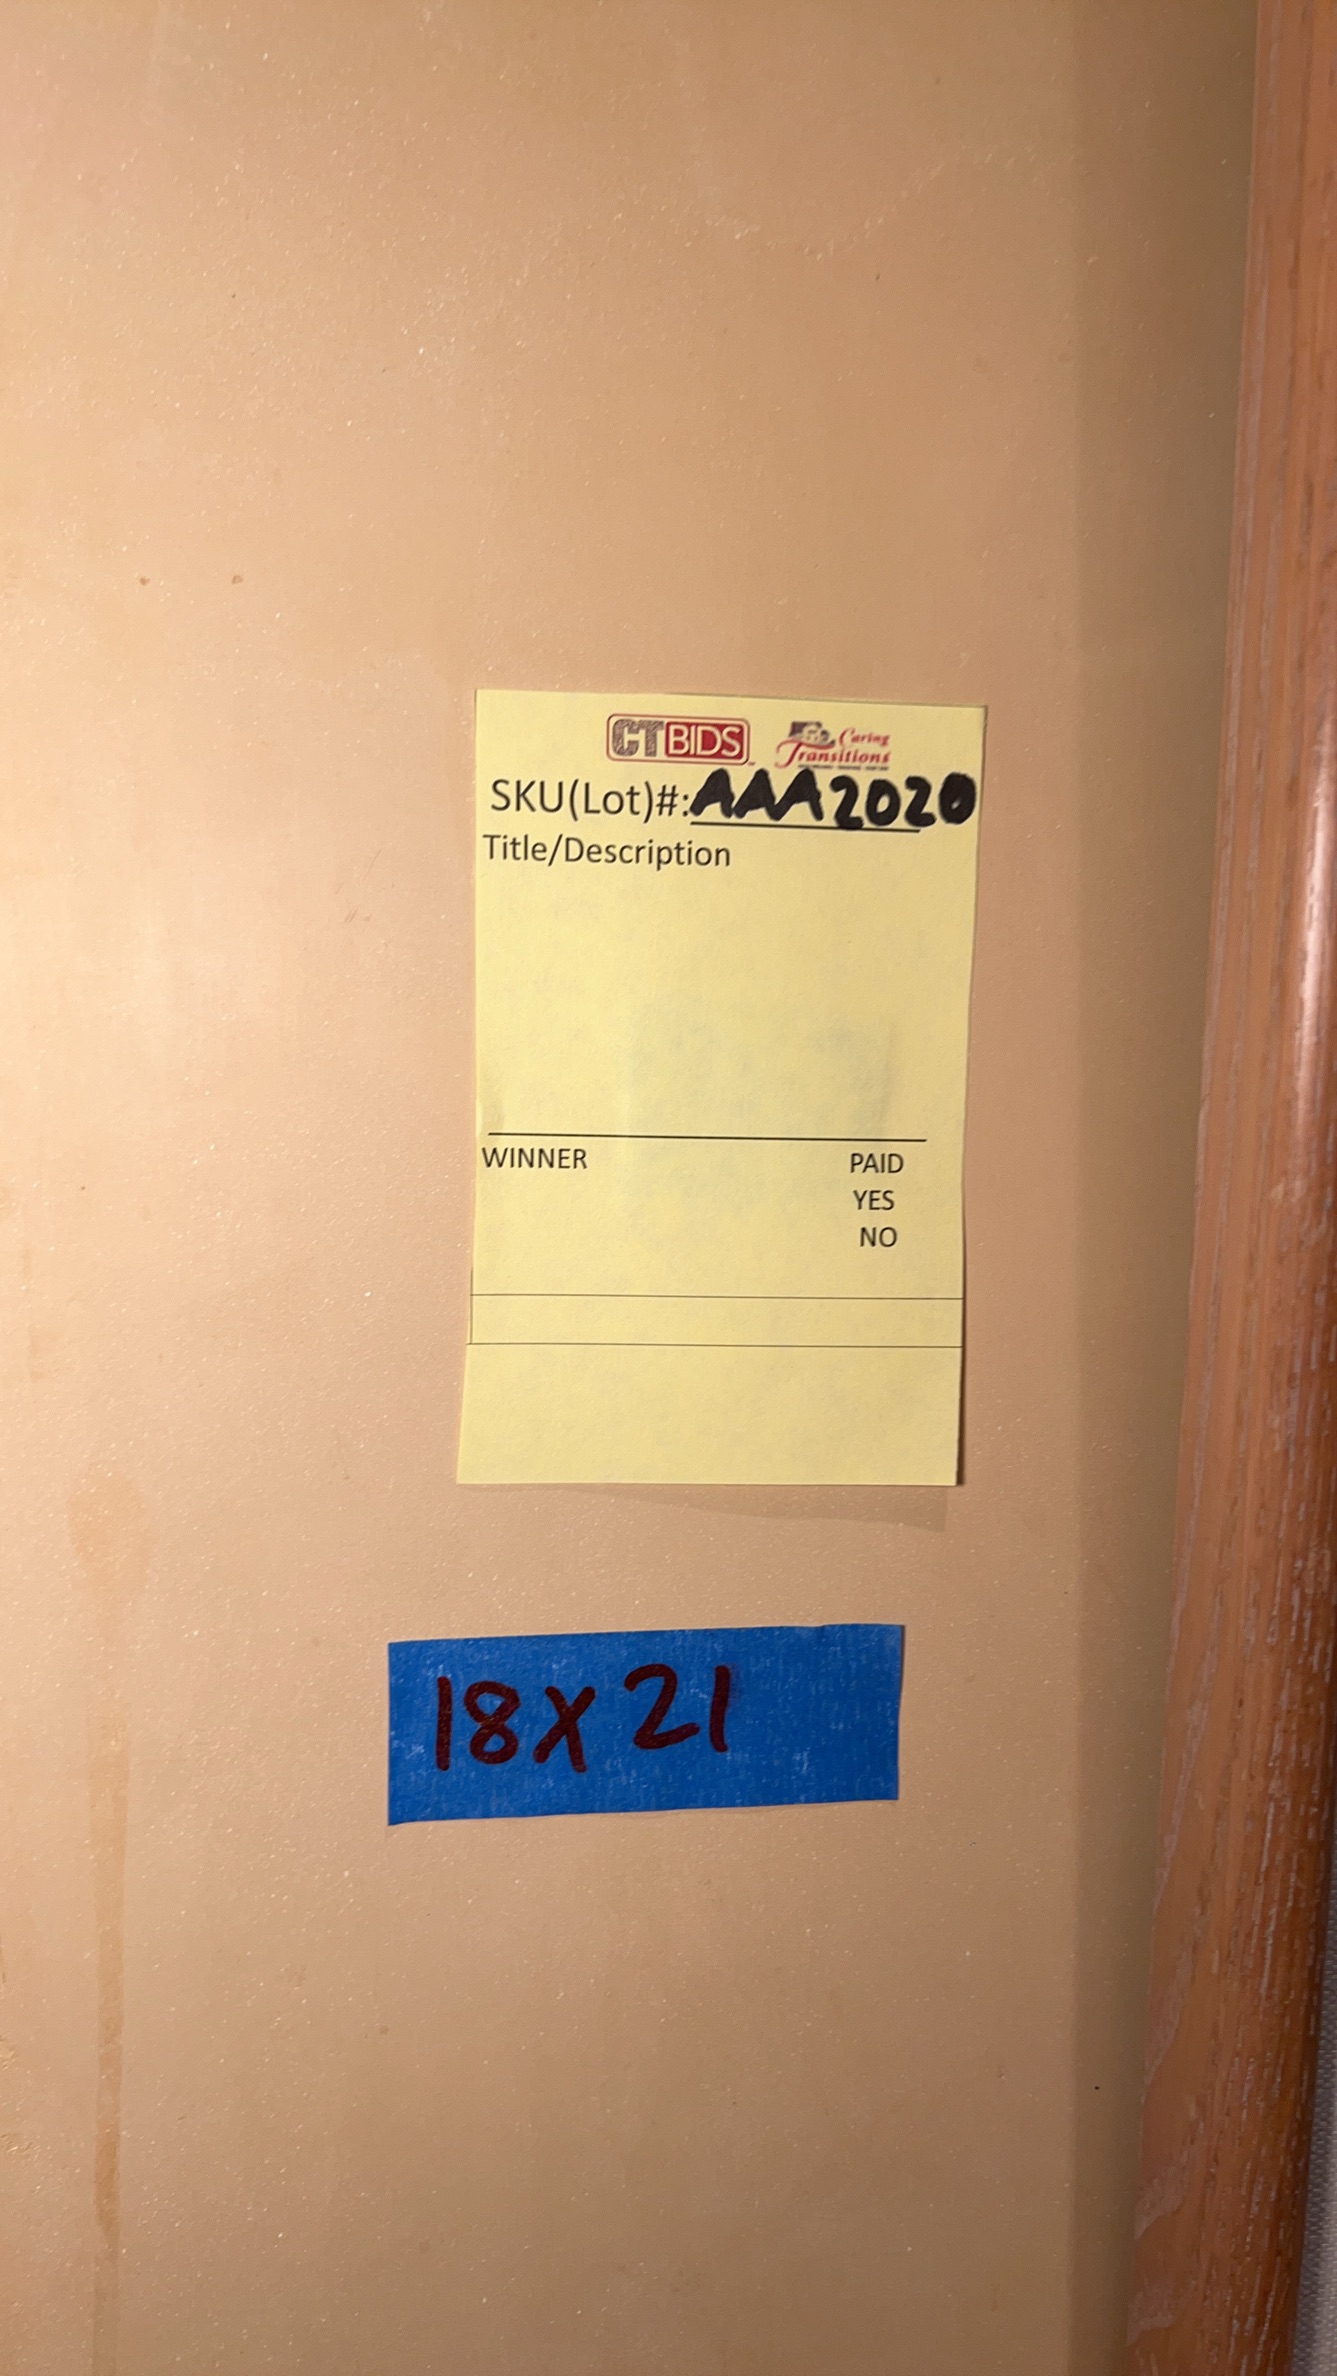 CTBIDS Caring Transitions
SKU(Lot)#: AAA2020
Title/Description
WINNER PAID
YES
NO
18X21